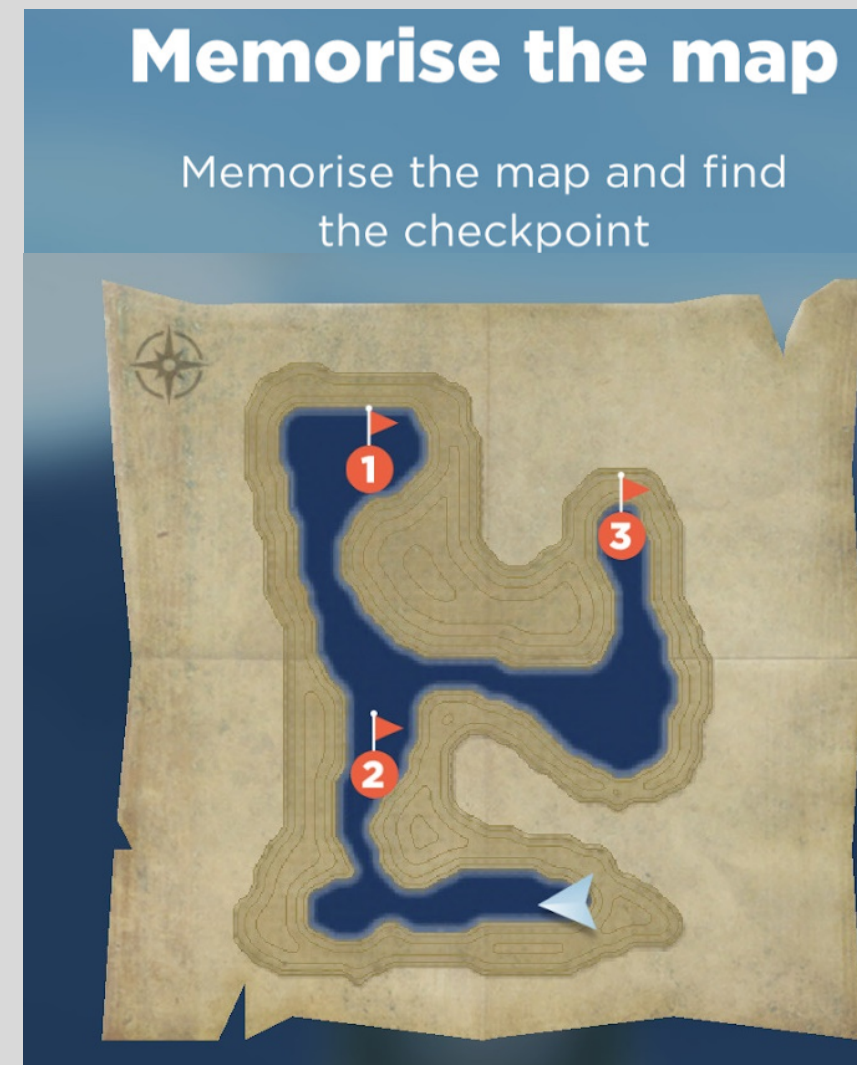 Memorise the map
Memorise the map and find
the checkpoint
1
3
2